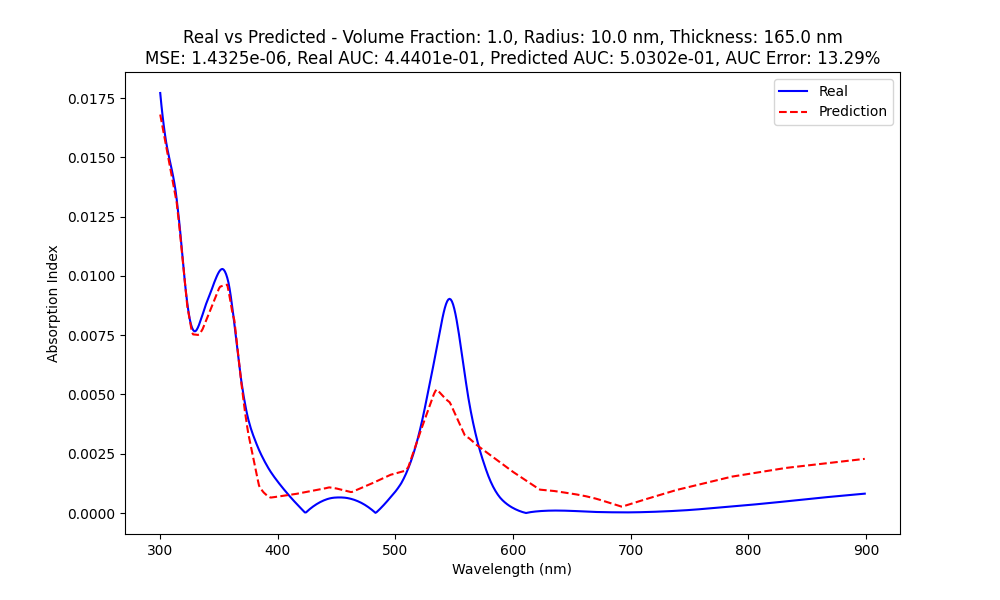 Real vs Predicted - Volume Fraction: 1.0, Radius: 10.0 nm, Thickness: 165.0 nm
MSE: 1.4325e-06, Real AUC: 4.4401e-01, Predicted AUC: 5.0302e-01, AUC Error: 13.29%
Real
Prediction
Absorption Index
0.0175
0.0150
0.0125
0.0100
0.0075
0.0050
0.0025
0.0000
300 400 500 600 700 800 900
Wavelength (nm)